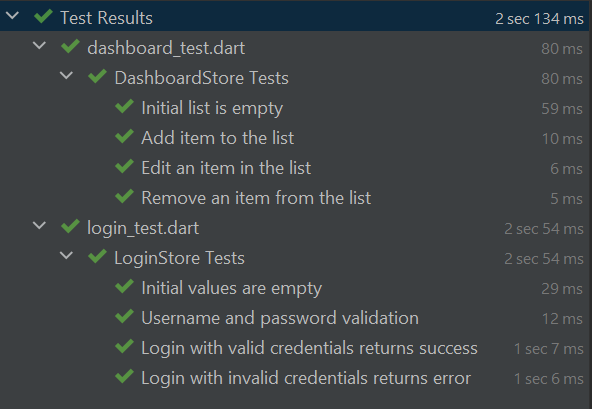 Test Results 2 sec 134 ms
dashboard_test.dart 80 ms
DashboardStore Tests 80 ms
Initial list is empty 59 ms
Add item to the list 10 ms
Edit an item in the list 6 ms
Remove an item from the list 5 ms
login_test.dart 2 sec 54 ms
LoginStore Tests 2 sec 54 ms
Initial values are empty 29 ms
Username and password validation 12 ms
Login with valid credentials returns success 1 sec 7 ms
Login with invalid credentials returns error 1 sec 6 ms